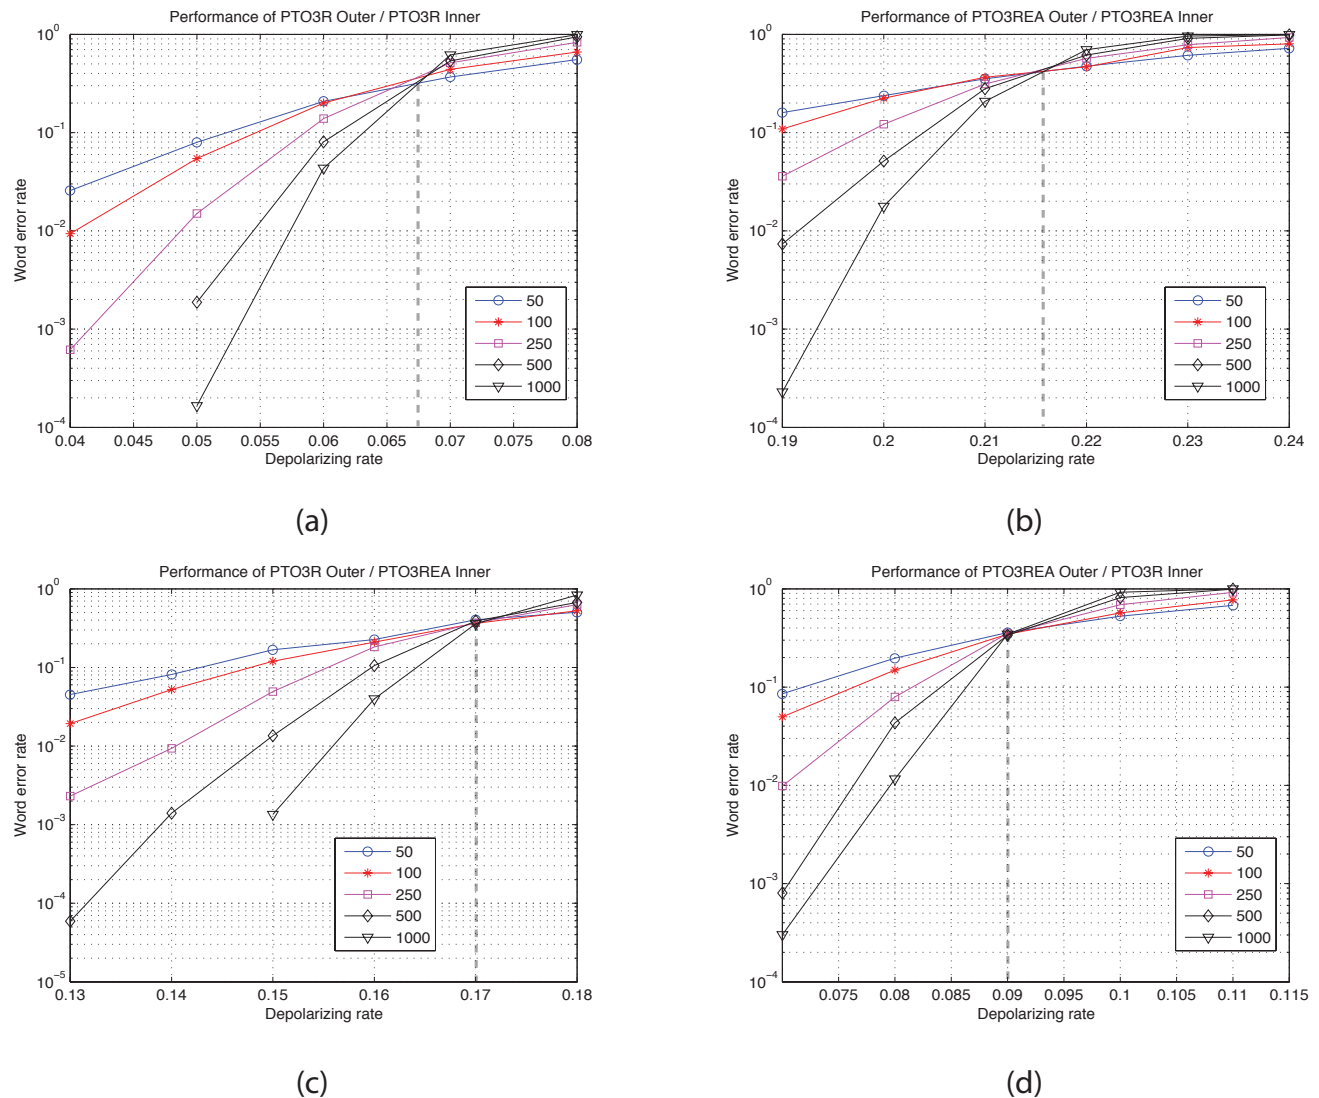 Performance of PTO3R Outer / PTO3R Inner
Word error rate
10^0
10^-1
10^-2
10^-3
10^-4
50
100
250
500
1000
0.04 0.045 0.05 0.055 0.06 0.065 0.07 0.075 0.08
Depolarizing rate
(a)
Performance of PTO3REA Outer / PTO3REA Inner
Word error rate
10^0
10^-1
10^-2
10^-3
10^-4
50
100
250
500
1000
0.19 0.2 0.21 0.22 0.23 0.24
Depolarizing rate
(b)
Performance of PTO3R Outer / PTO3REA Inner
Word error rate
10^0
10^-1
10^-2
10^-3
10^-4
10^-5
50
100
250
500
1000
0.13 0.14 0.15 0.16 0.17 0.18
Depolarizing rate
(c)
Performance of PTO3REA Outer / PTO3R Inner
Word error rate
10^0
10^-1
10^-2
10^-3
10^-4
50
100
250
500
1000
0.075 0.08 0.085 0.09 0.095 0.1 0.105 0.11 0.115
Depolarizing rate
(d)